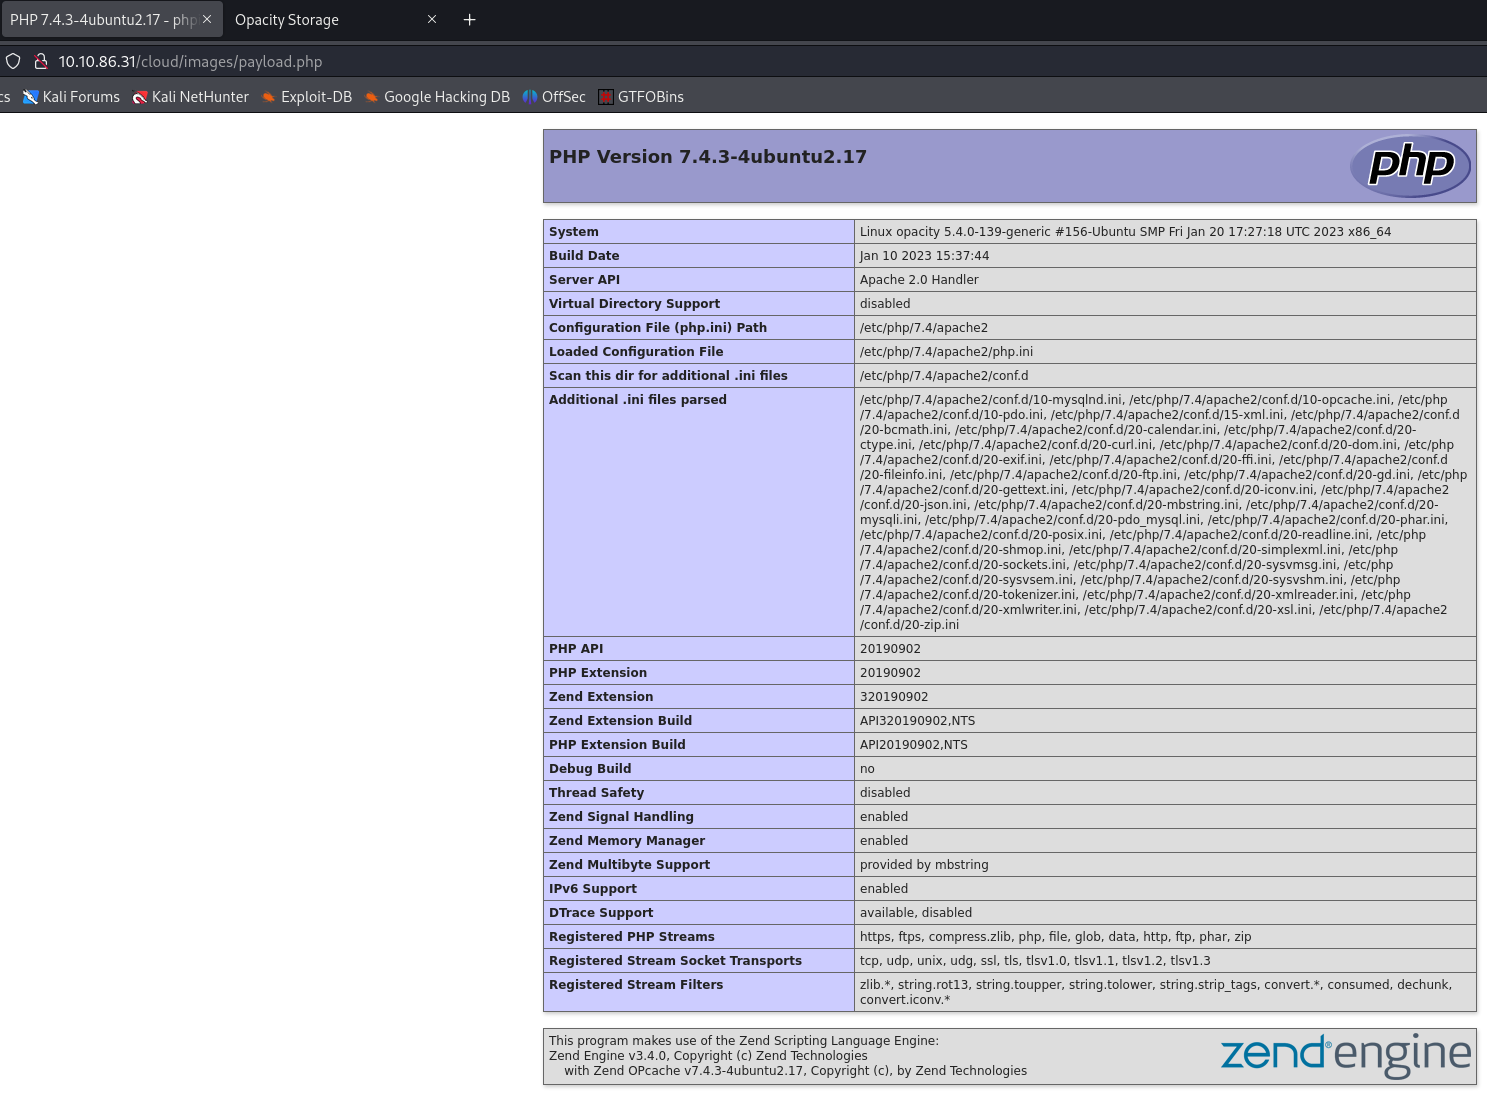 PHP 7.4.3-4ubuntu2.17 - php
Opacity Storage
10.10.86.31/cloud/images/payload.php
cs Kali Forums Kali NetHunter Exploit-DB Google Hacking DB OffSec GTFOBins
PHP Version 7.4.3-4ubuntu2.17
php
System Linux opacity 5.4.0-139-generic #156-Ubuntu SMP Fri Jan 20 17:27:18 UTC 2023 x86_64
Build Date Jan 10 2023 15:37:44
Server API Apache 2.0 Handler
Virtual Directory Support disabled
Configuration File (php.ini) Path /etc/php/7.4/apache2
Loaded Configuration File /etc/php/7.4/apache2/php.ini
Scan this dir for additional .ini files /etc/php/7.4/apache2/conf.d
Additional .ini files parsed /etc/php/7.4/apache2/conf.d/10-mysqlnd.ini, /etc/php/7.4/apache2/conf.d/10-opcache.ini, /etc/php
/7.4/apache2/conf.d/10-pdo.ini, /etc/php/7.4/apache2/conf.d/15-xml.ini, /etc/php/7.4/apache2/conf.d
/20-bcmath.ini, /etc/php/7.4/apache2/conf.d/20-calendar.ini, /etc/php/7.4/apache2/conf.d/20-
ctype.ini, /etc/php/7.4/apache2/conf.d/20-curl.ini, /etc/php/7.4/apache2/conf.d/20-dom.ini, /etc/php
/7.4/apache2/conf.d/20-exif.ini, /etc/php/7.4/apache2/conf.d/20-ffi.ini, /etc/php/7.4/apache2/conf.d
/20-fileinfo.ini, /etc/php/7.4/apache2/conf.d/20-ftp.ini, /etc/php/7.4/apache2/conf.d/20-gd.ini, /etc/php
/7.4/apache2/conf.d/20-gettext.ini, /etc/php/7.4/apache2/conf.d/20-iconv.ini, /etc/php/7.4/apache2
/conf.d/20-json.ini, /etc/php/7.4/apache2/conf.d/20-mbstring.ini, /etc/php/7.4/apache2/conf.d/20-
mysqli.ini, /etc/php/7.4/apache2/conf.d/20-pdo_mysql.ini, /etc/php/7.4/apache2/conf.d/20-phar.ini,
/etc/php/7.4/apache2/conf.d/20-posix.ini, /etc/php/7.4/apache2/conf.d/20-readline.ini, /etc/php
/7.4/apache2/conf.d/20-shmop.ini, /etc/php/7.4/apache2/conf.d/20-simplexml.ini, /etc/php
/7.4/apache2/conf.d/20-sockets.ini, /etc/php/7.4/apache2/conf.d/20-sysvmsg.ini, /etc/php
/7.4/apache2/conf.d/20-sysvsem.ini, /etc/php/7.4/apache2/conf.d/20-sysvshm.ini, /etc/php
/7.4/apache2/conf.d/20-tokenizer.ini, /etc/php/7.4/apache2/conf.d/20-xmlreader.ini, /etc/php
/7.4/apache2/conf.d/20-xmlwriter.ini, /etc/php/7.4/apache2/conf.d/20-xsl.ini, /etc/php/7.4/apache2
/conf.d/20-zip.ini
PHP API 20190902
PHP Extension 20190902
Zend Extension 320190902
Zend Extension Build API320190902,NTS
PHP Extension Build API20190902,NTS
Debug Build no
Thread Safety disabled
Zend Signal Handling enabled
Zend Memory Manager enabled
Zend Multibyte Support provided by mbstring
IPv6 Support enabled
DTrace Support available, disabled
Registered PHP Streams https, ftps, compress.zlib, php, file, glob, data, http, ftp, phar, zip
Registered Stream Socket Transports tcp, udp, unix, udg, ssl, tls, tlsv1.0, tlsv1.1, tlsv1.2, tlsv1.3
Registered Stream Filters zlib.*, string.rot13, string.toupper, string.tolower, string.strip_tags, convert.*, consumed, dechunk,
convert.iconv.*
This program makes use of the Zend Scripting Language Engine:
Zend Engine v3.4.0, Copyright (c) Zend Technologies
with Zend OPcache v7.4.3-4ubuntu2.17, Copyright (c), by Zend Technologies
zend® engine